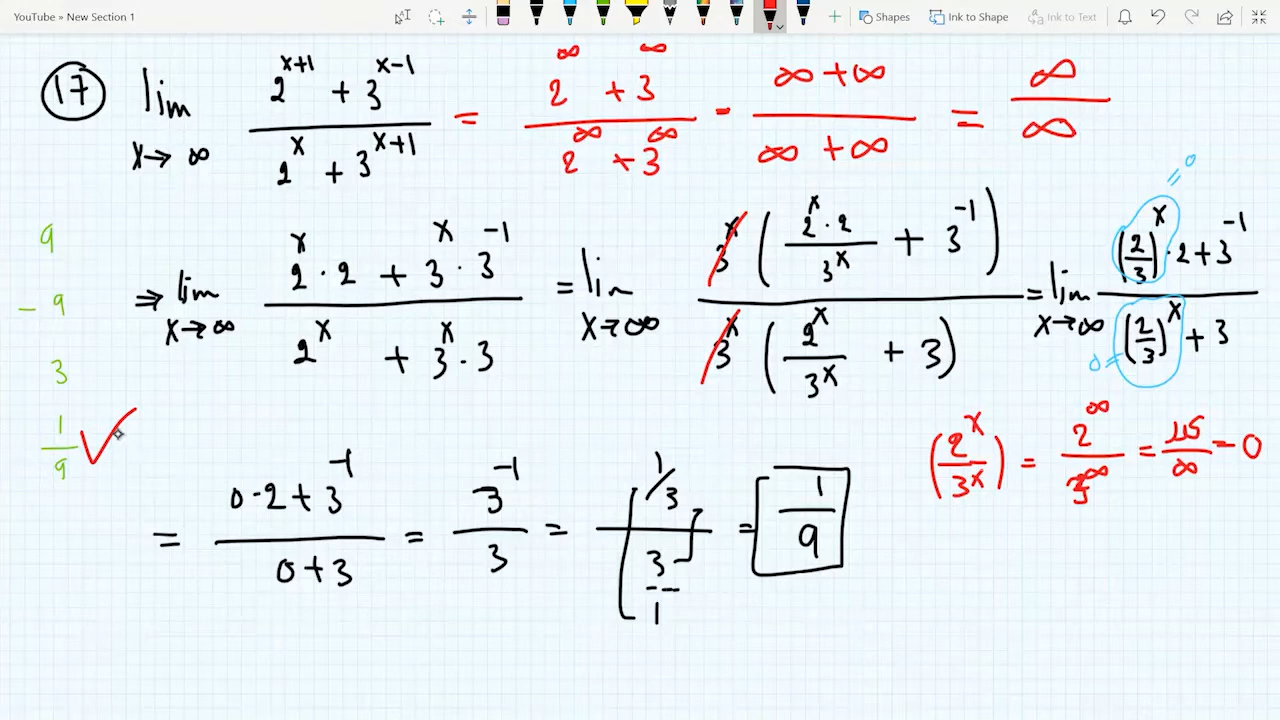 YouTube » New Section 1
Shapes Ink to Shape Ink to Text
17 lim x→∞ (2^(x+1) + 3^(x-1)) / (2^x + 3^(x+1)) = (2^∞ + 3^∞) / (2^∞ + 3^∞) - (∞ + ∞) / (∞ + ∞) = ∞/∞
9
-9
3
1/9 ✓
⇒ lim x→∞ (2^x · 2 + 3^x · 3^-1) / (2^x + 3^x · 3) = lim x→∞ 3^x ( (2^x · 2)/3^x + 3^-1 ) / 3^x ( 2^x/3^x + 3 ) = lim x→∞ ((2/3)^x · 2 + 3^-1) / ((2/3)^x + 3)
= 0
0 =
(2^x/3^x) = 2^∞/3^∞ = /∞ = 0
= (0·2 + 3^-1) / (0+3) = 3^-1 / 3 = (1/3) / (3/1) = 1/9